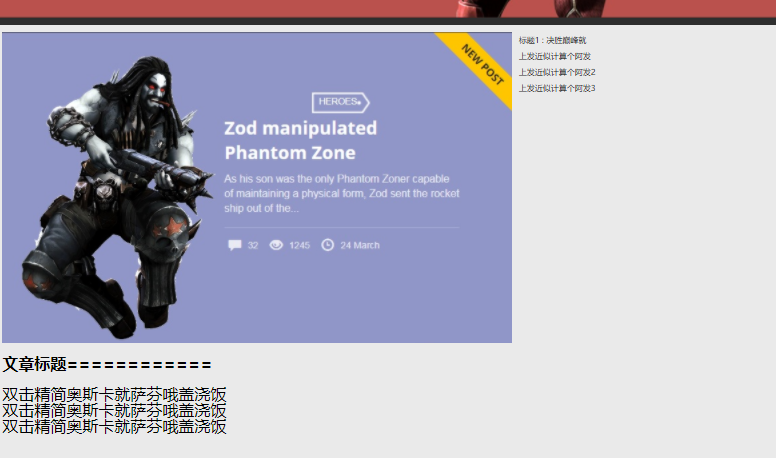 NEW POST
HEROES
Zod manipulated
Phantom Zone
As his son was the only Phantom Zoner capable
of maintaining a physical form, Zod sent the rocket
ship out of the...
32 1245 24 March
标题1 : 决胜巅峰就
上发近似计算个阿发
上发近似计算个阿发2
上发近似计算个阿发3
文章标题============
双击精简奥斯卡就萨芬哦盖浇饭
双击精简奥斯卡就萨芬哦盖浇饭
双击精简奥斯卡就萨芬哦盖浇饭